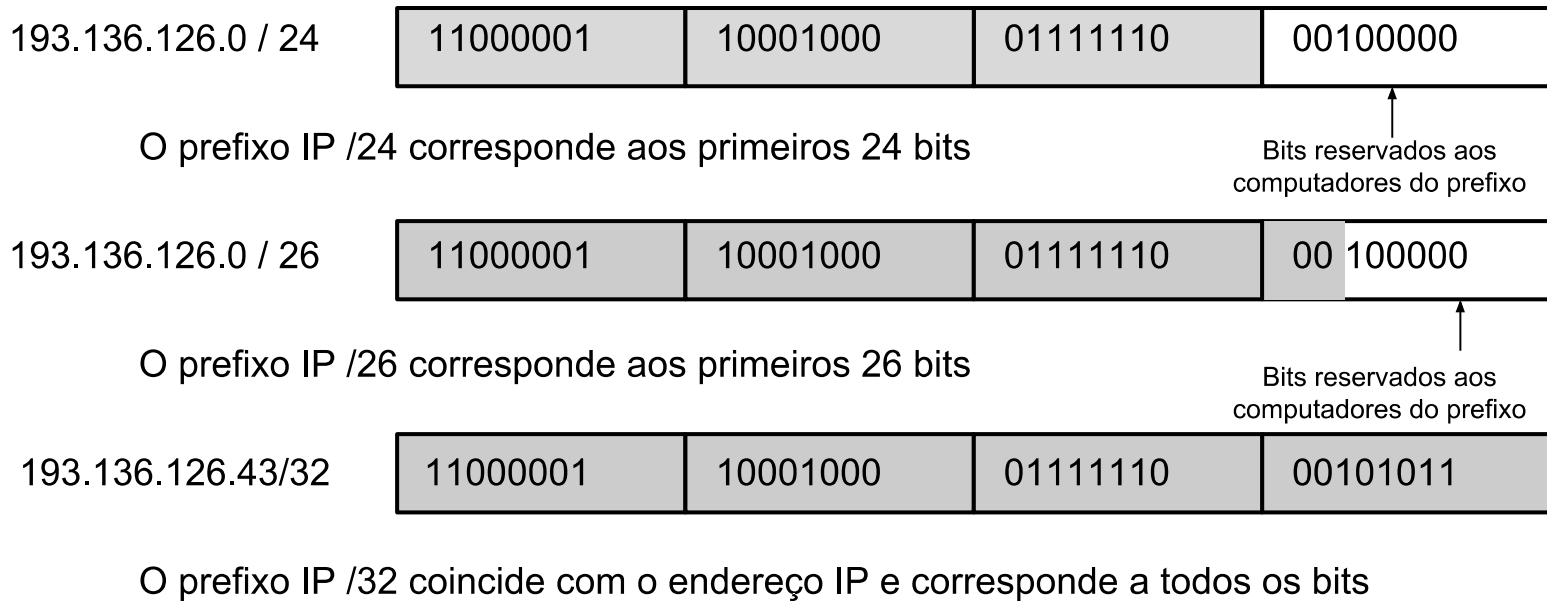 193.136.126.0 / 24 11000001 10001000 01111110 00100000
O prefixo IP /24 corresponde aos primeiros 24 bits
Bits reservados aos
computadores do prefixo
193.136.126.0 / 26 11000001 10001000 01111110 00 100000
O prefixo IP /26 corresponde aos primeiros 26 bits
Bits reservados aos
computadores do prefixo
193.136.126.43/32 11000001 10001000 01111110 00101011
O prefixo IP /32 coincide com o endereço IP e corresponde a todos os bits